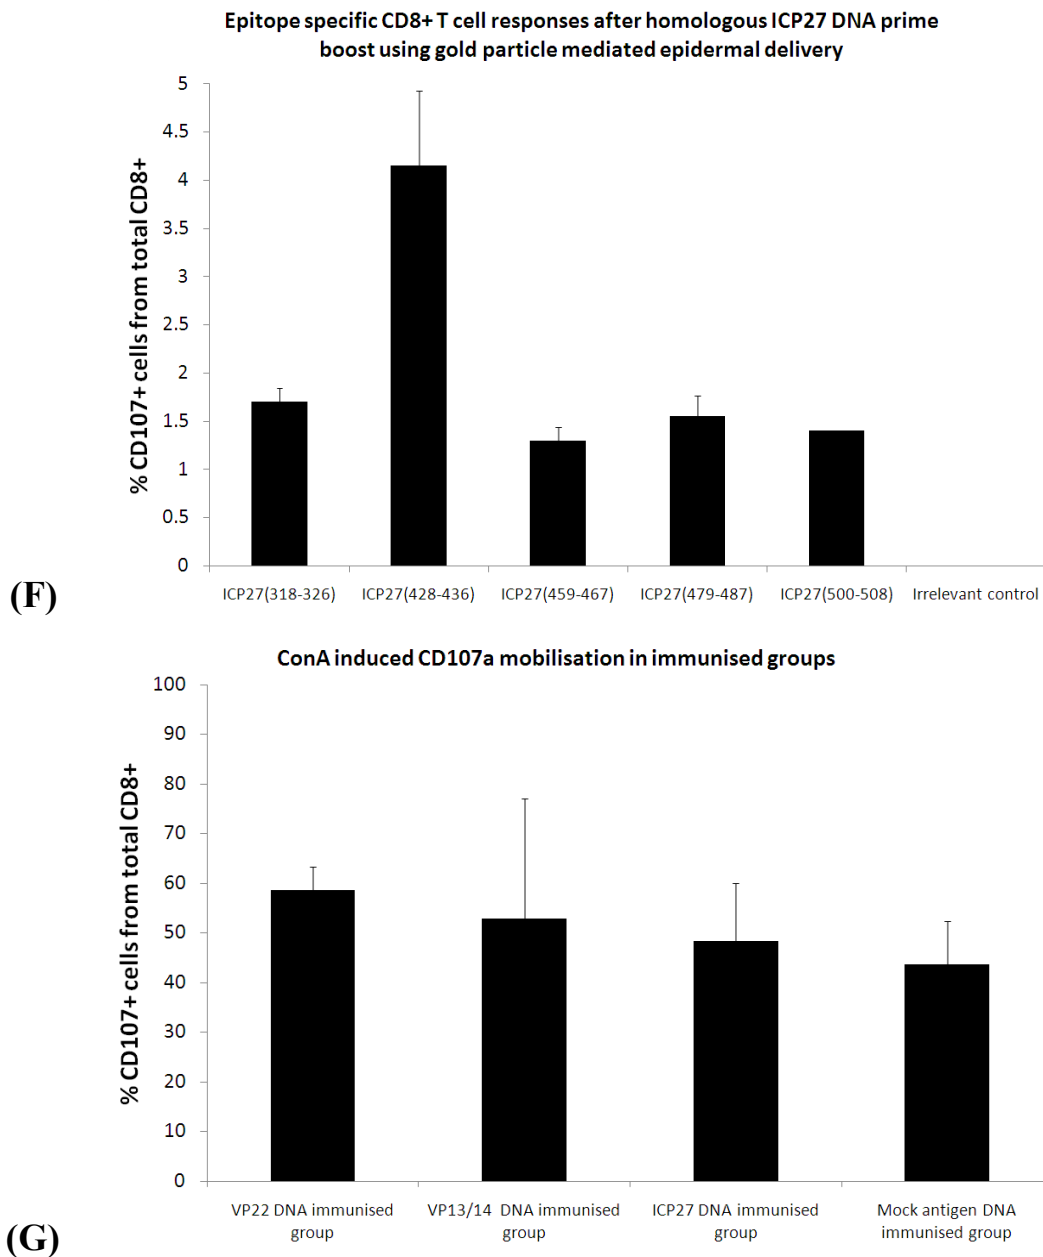 Epitope specific CD8+ T cell responses after homologous ICP27 DNA prime
boost using gold particle mediated epidermal delivery
% CD107+ cells from total CD8+
5
4.5
4
3.5
3
2.5
2
1.5
1
0.5
0
ICP27(318-326) ICP27(428-436) ICP27(459-467) ICP27(479-487) ICP27(500-508) Irrelevant control
(F)
ConA induced CD107a mobilisation in immunised groups
% CD107+ cells from total CD8+
100
90
80
70
60
50
40
30
20
10
0
VP22 DNA immunised group
VP13/14 DNA immunised group
ICP27 DNA immunised group
Mock antigen DNA immunised group
(G)